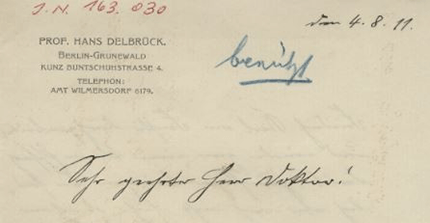 J.N. 163.030
den 4.8.11.
PROF. HANS DELBRÜCK.
BERLIN-GRUNEWALD
KUNZ BUNTSCHUHSTRASSE 4.
TELEPHON:
AMT WILMERSDORF 6179.
benützt
Sehr geehrter Herr Doktor!